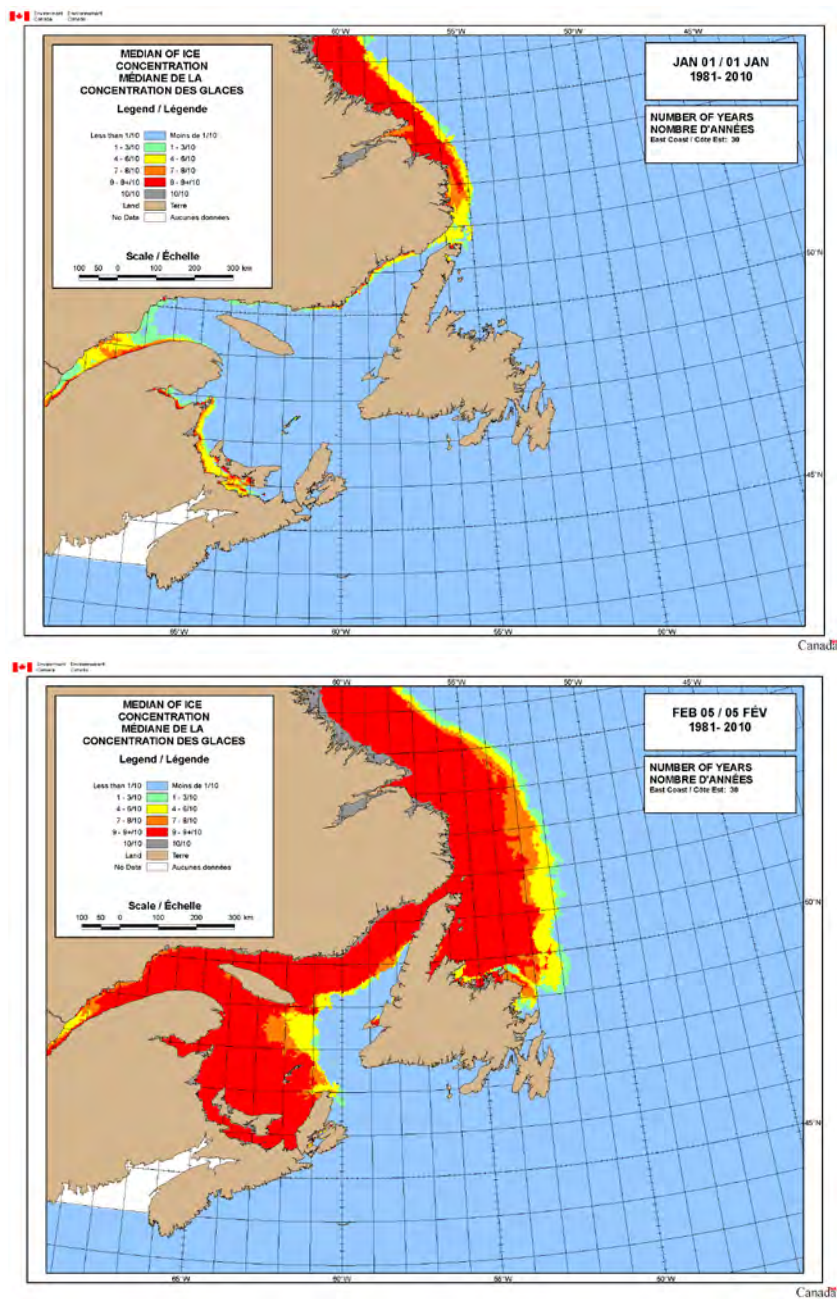 Environment Environnement
Canada Canada
60°W 55°W 50°W 45°W
MEDIAN OF ICE
CONCENTRATION
MÉDIANE DE LA
CONCENTRATION DES GLACES
Legend / Légende
Less than 1/10 Moins de 1/10
1 - 3/10 1 - 3/10
4 - 6/10 4 - 6/10
7 - 8/10 7 - 8/10
9 - 9+/10 9 - 9+/10
10/10 10/10
Land Terre
No Data Aucunes données
Scale / Échelle
100 50 0 100 200 300 km
JAN 01 / 01 JAN
1981- 2010
NUMBER OF YEARS
NOMBRE D'ANNÉES
East Coast / Côte Est: 30
50°N
45°N
65°W 60°W 55°W 50°W
Canada
Environment Environnement
Canada Canada
60°W 55°W 50°W 45°W
MEDIAN OF ICE
CONCENTRATION
MÉDIANE DE LA
CONCENTRATION DES GLACES
Legend / Légende
Less than 1/10 Moins de 1/10
1 - 3/10 1 - 3/10
4 - 6/10 4 - 6/10
7 - 8/10 7 - 8/10
9 - 9+/10 9 - 9+/10
10/10 10/10
Land Terre
No Data Aucunes données
Scale / Échelle
100 50 0 100 200 300 km
FEB 05 / 05 FÉV
1981- 2010
NUMBER OF YEARS
NOMBRE D'ANNÉES
East Coast / Côte Est: 30
50°N
45°N
65°W 60°W 55°W 50°W
Canada